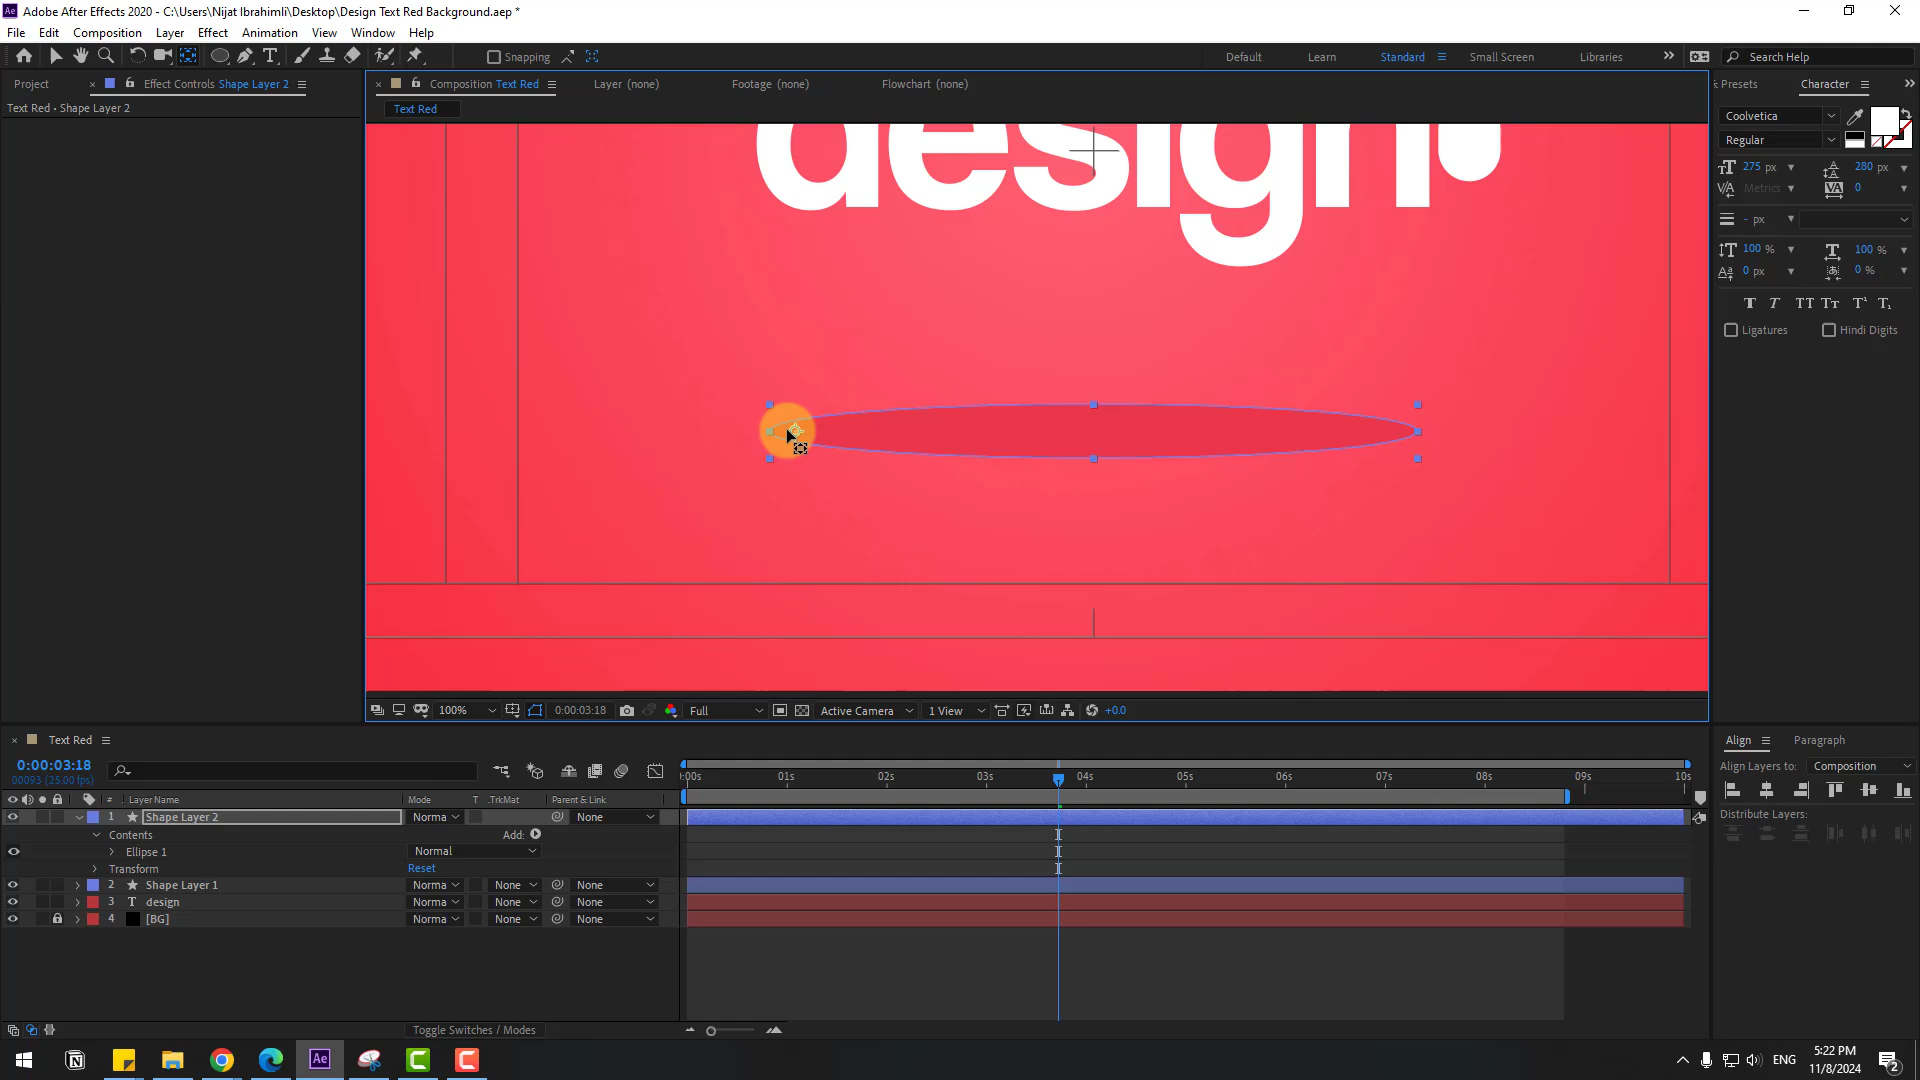 Adobe After Effects 2020 - C:\Users\Nijat Ibrahimli\Desktop\Design Text Red Background.aep *
File Edit Composition Layer Effect Animation View Window Help
Snapping Default Learn Standard Small Screen Libraries Search Help
Project Effect Controls Shape Layer 2 Composition Text Red Layer (none) Footage (none) Flowchart (none) & Presets Character
Text Red • Shape Layer 2 Text Red
Coolvetica
Regular
275 px 280 px
Metrics 0
- px
100 % 100 %
0 px 0 %
Ligatures Hindi Digits
design
100% 0:00:03:18 Full Active Camera 1 View +0.0
Text Red
0:00:03:18
00093 (25.00 fps)
:00s 01s 02s 03s 04s 05s 06s 07s 08s 09s 10s
# Layer Name Mode T .TrkMat Parent & Link
1 Shape Layer 2 Norma None
Contents Add:
Ellipse 1 Normal
Transform Reset
2 Shape Layer 1 Norma None None
3 T design Norma None None
4 [BG] Norma None None
Toggle Switches / Modes
Align Paragraph
Align Layers to: Composition
Distribute Layers:
ENG 5:22 PM
11/8/2024 2